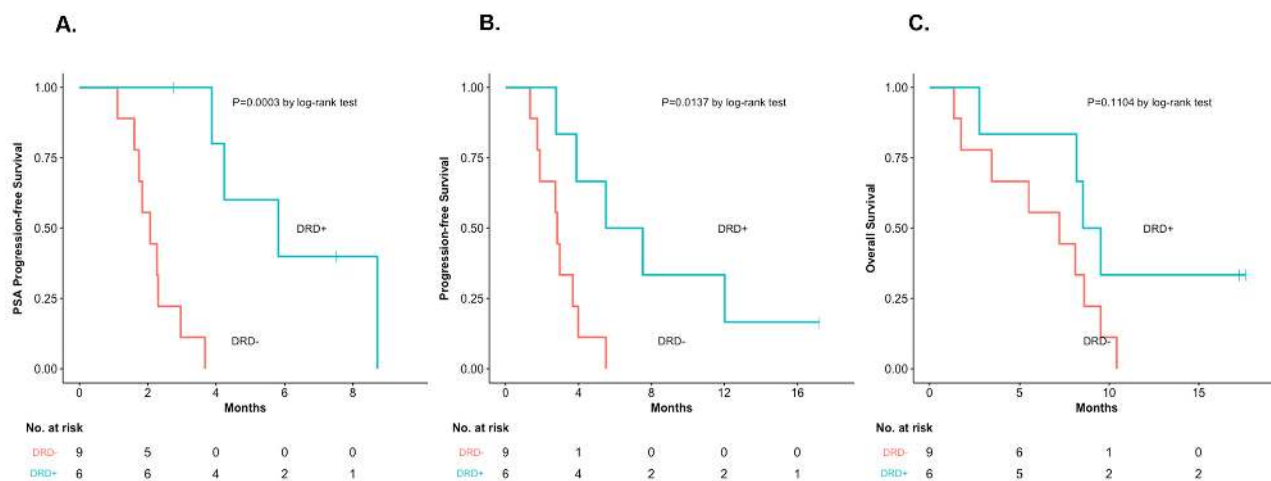 A.
PSA Progression-free Survival
1.00
0.75
0.50
0.25
0.00
P=0.0003 by log-rank test
DRD+
DRD-
0 2 4 6 8
Months
No. at risk
DRD- 9 5 0 0 0
DRD+ 6 6 4 2 1
B.
Progression-free Survival
1.00
0.75
0.50
0.25
0.00
P=0.0137 by log-rank test
DRD+
DRD-
0 4 8 12 16
Months
No. at risk
DRD- 9 1 0 0 0
DRD+ 6 4 2 2 1
C.
Overall Survival
1.00
0.75
0.50
0.25
0.00
P=0.1104 by log-rank test
DRD+
DRD-
0 5 10 15
Months
No. at risk
DRD- 9 6 1 0
DRD+ 6 5 2 2